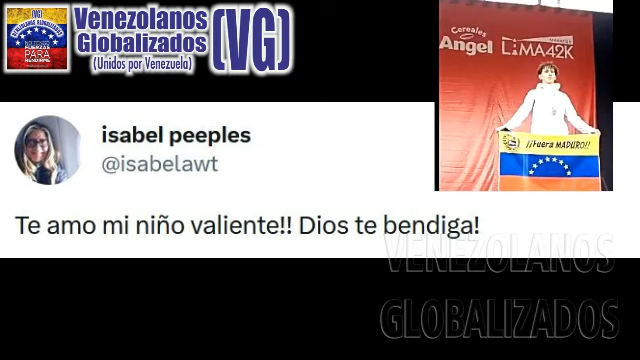 Venezolanos
Globalizados
(Unidos por Venezuela)
(VG)
(VG)
Cereales
Angel
LIMA42K
¡¡Fuera MADURO!!
isabel peeples
@isabelawt
Te amo mi niño valiente!! Dios te bendiga!
VENEZOLANOS
GLOBALIZADOS